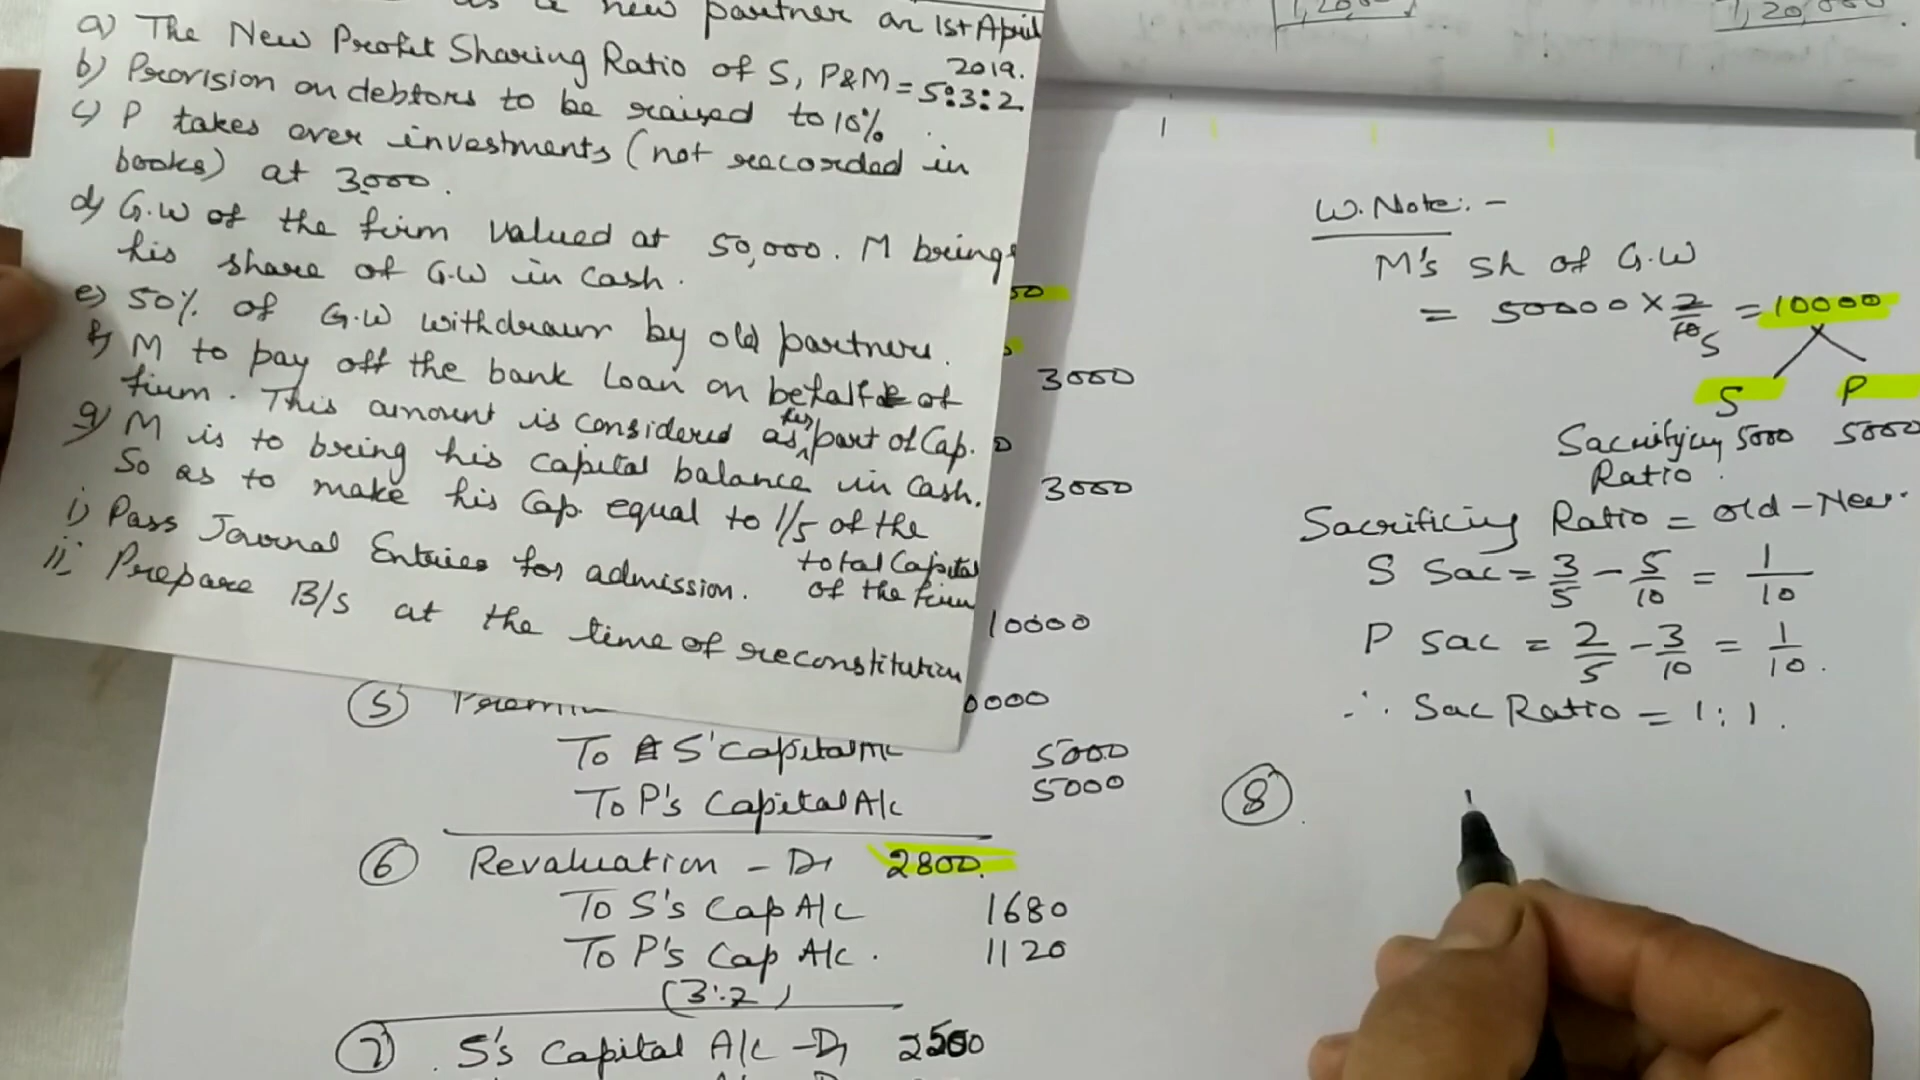 new partner on 1st April
2019.
a) The New Profit Sharing Ratio of S, P&M = 5:3:2
b) Provision on debtors to be raised to 10%.
c) P takes over investments (not recorded in
books) at 3000.
d) G.W of the firm valued at 50,000. M brings
his share of G.W in cash.
e) 50% of G.W withdrawn by old partners.
f) M to pay off the bank loan on behalf of
firm. This amount is considered as his part of Cap.
g) M is to bring his capital balance in cash.
So as to make his Cap. equal to 1/5 of the
total Capital
of the firm
i) Pass Journal Entries for admission.
ii) Prepare B/S at the time of reconstitution
1,20,000
3000
3000
10000
0000
5
To S' Capital A/c 5000
To P's Capital A/c 5000
6 Revaluation - Dr 2800.
To S's Cap A/c 1680
To P's Cap A/c. 1120
(3:2)
7 S's Capital A/c - Dr 2500
W. Note:-
M's sh of G.W
= 50000 × 2/10 = 10000
5
S P
Sacrificing 5000 5000
Ratio.
Sacrificing Ratio = old - New.
S Sac = 3/5 - 5/10 = 1/10
P Sac = 2/5 - 3/10 = 1/10.
∴ Sac Ratio = 1:1.
8.